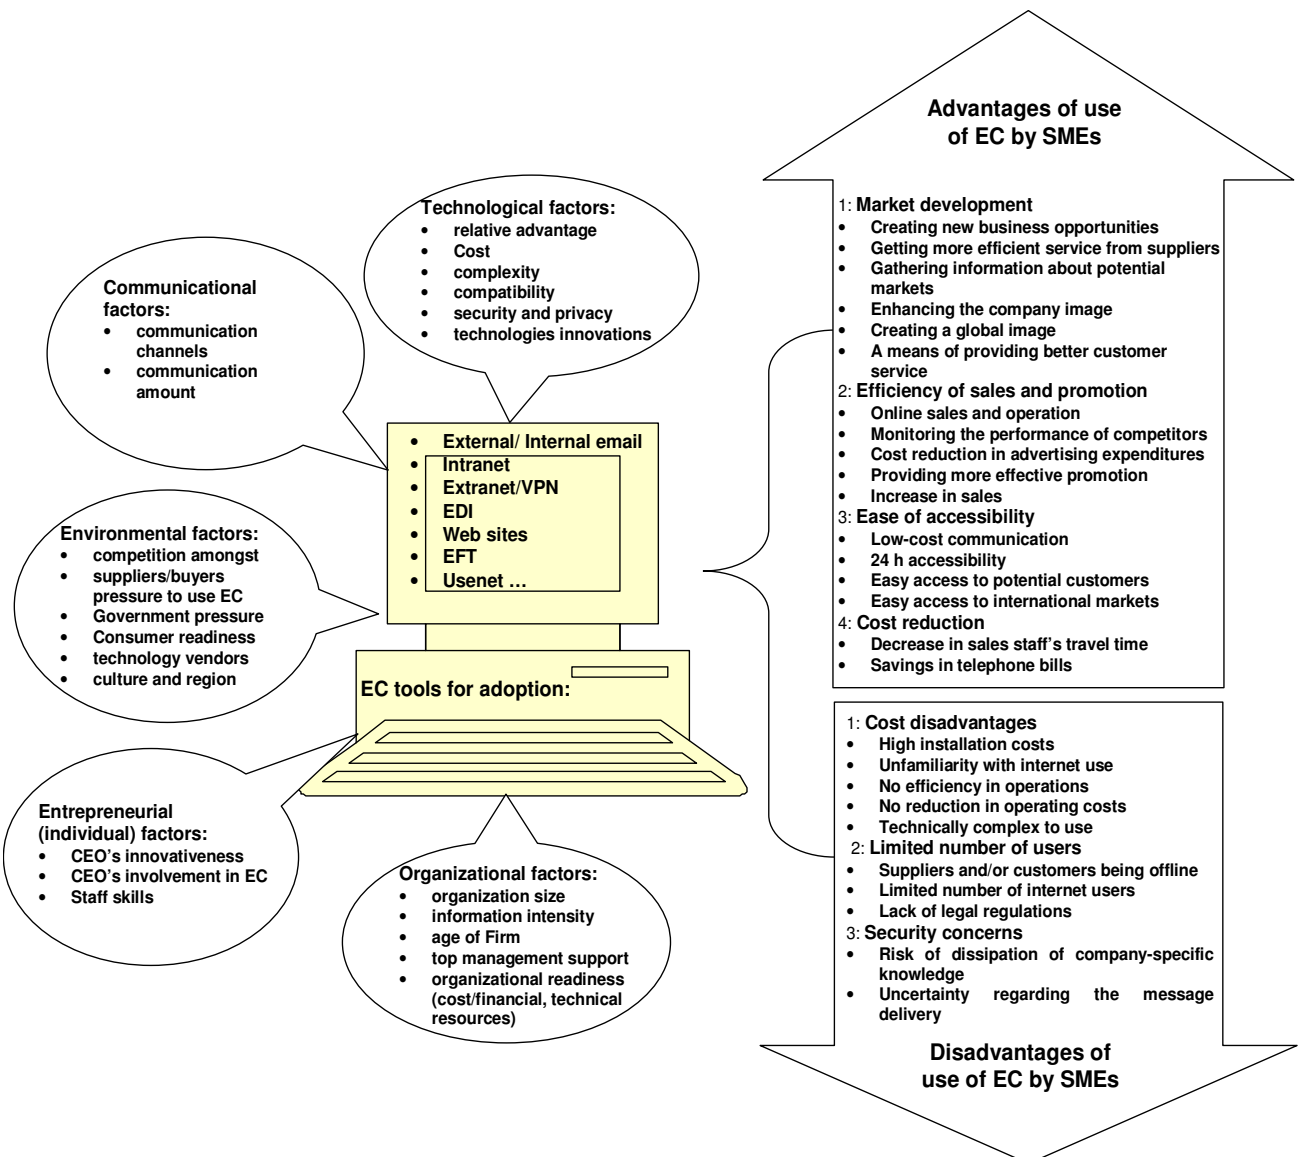 Advantages of use
of EC by SMEs
1: Market development
• Creating new business opportunities
• Getting more efficient service from suppliers
• Gathering information about potential
markets
• Enhancing the company image
• Creating a global image
• A means of providing better customer
service
2: Efficiency of sales and promotion
• Online sales and operation
• Monitoring the performance of competitors
• Cost reduction in advertising expenditures
• Providing more effective promotion
• Increase in sales
3: Ease of accessibility
• Low-cost communication
• 24 h accessibility
• Easy access to potential customers
• Easy access to international markets
4: Cost reduction
• Decrease in sales staff's travel time
• Savings in telephone bills
Technological factors:
• relative advantage
• Cost
• complexity
• compatibility
• security and privacy
• technologies innovations
Communicational
factors:
• communication
channels
• communication
amount
• External/ Internal email
• Intranet
• Extranet/VPN
• EDI
• Web sites
• EFT
• Usenet …
EC tools for adoption:
Environmental factors:
• competition amongst
• suppliers/buyers
pressure to use EC
• Government pressure
• Consumer readiness
• technology vendors
• culture and region
Entrepreneurial
(individual) factors:
• CEO's innovativeness
• CEO's involvement in EC
• Staff skills
Organizational factors:
• organization size
• information intensity
• age of Firm
• top management support
• organizational readiness
(cost/financial, technical
resources)
1: Cost disadvantages
• High installation costs
• Unfamiliarity with internet use
• No efficiency in operations
• No reduction in operating costs
• Technically complex to use
2: Limited number of users
• Suppliers and/or customers being offline
• Limited number of internet users
• Lack of legal regulations
3: Security concerns
• Risk of dissipation of company-specific
knowledge
• Uncertainty regarding the message
delivery
Disadvantages of
use of EC by SMEs